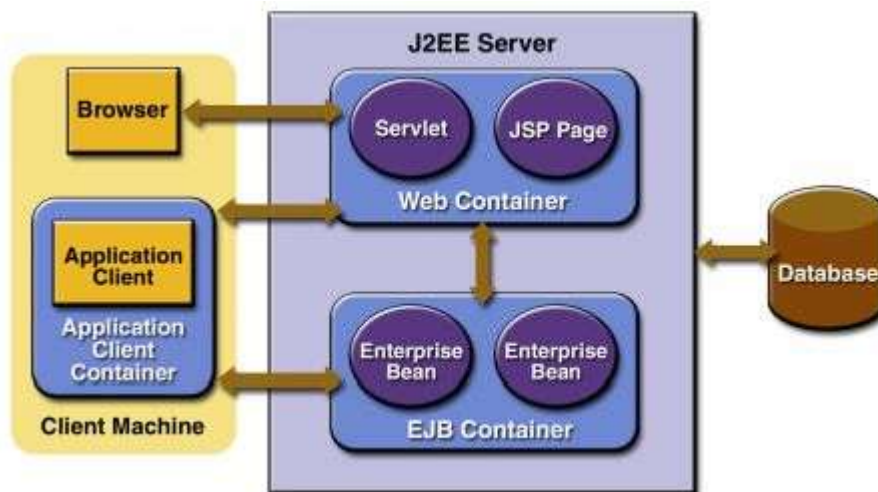 J2EE Server
Browser
Servlet
JSP Page
Web Container
Application
Client
Application
Client
Container
Client Machine
Enterprise
Bean
Enterprise
Bean
EJB Container
Database